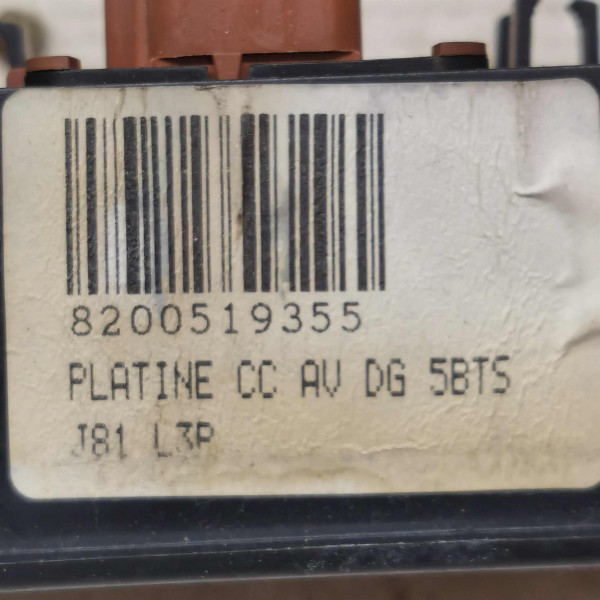 8200519355
PLATINE CC AV DG 5BTS
J81 L3P